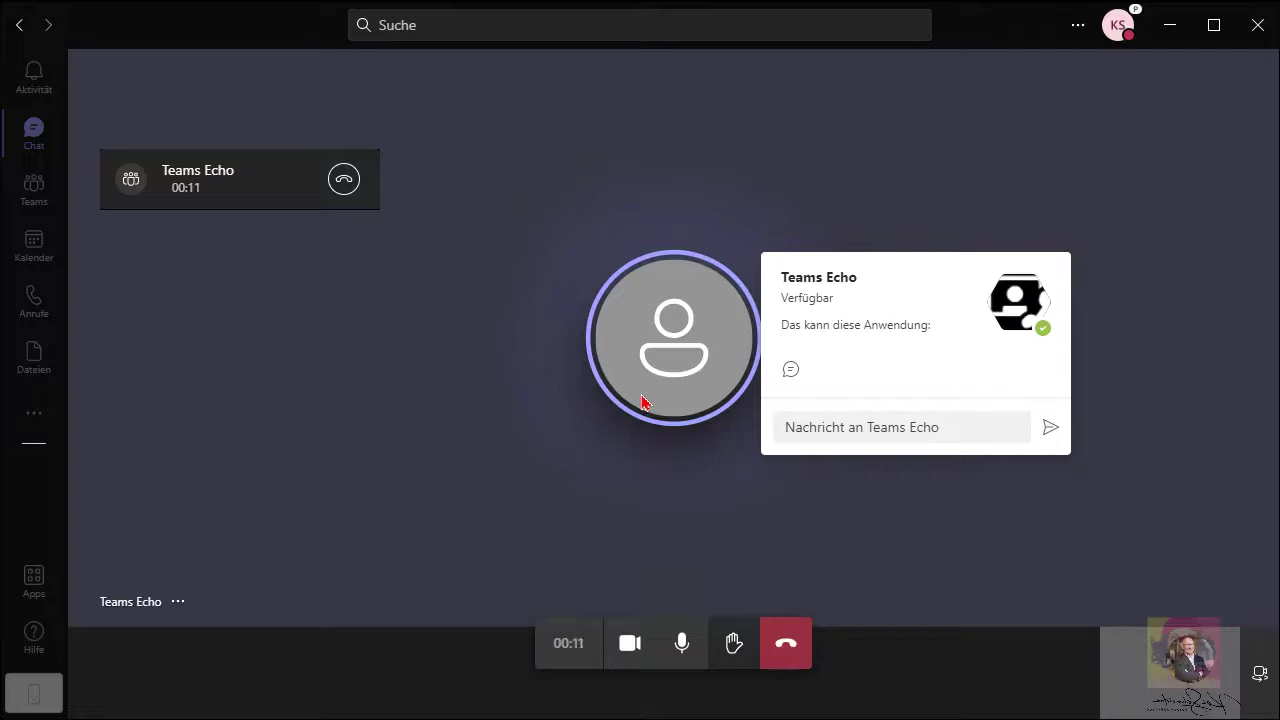 Suche
KS
P
Aktivität
Chat
Teams
Kalender
Anrufe
Dateien
Apps
Hilfe
Teams Echo
00:11
Teams Echo
Verfügbar
Das kann diese Anwendung:
Nachricht an Teams Echo
Teams Echo
00:11